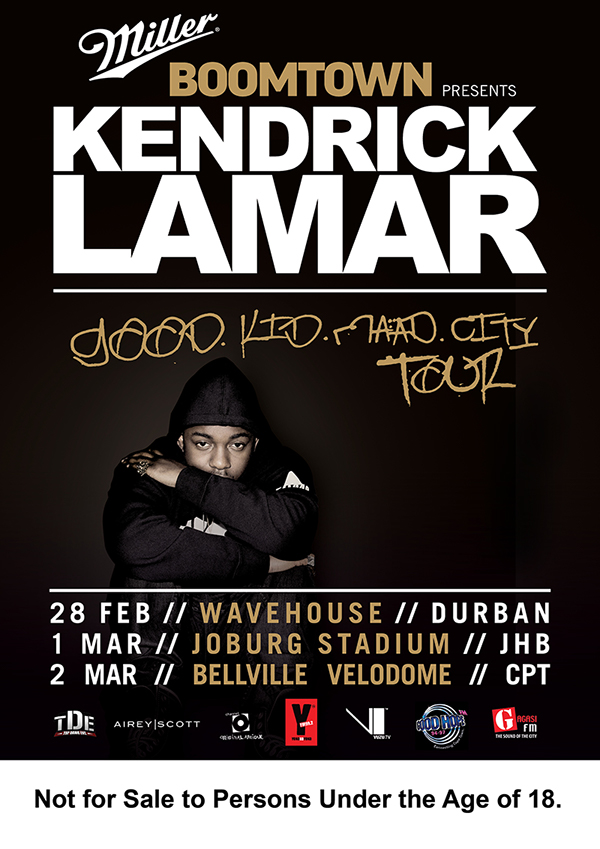 Miller
BOOMTOWN PRESENTS
KENDRICK
LAMAR
gOOD. KID. MAAD. CITY
TOUR
28 FEB // WAVEHOUSE // DURBAN
1 MAR // JOBURG STADIUM // JHB
2 MAR // BELLVILLE VELODOME // CPT
TDE
AIREY|SCOTT
Y
GAGASI
FM
THE SOUND OF THE CITY
Not for Sale to Persons Under the Age of 18.